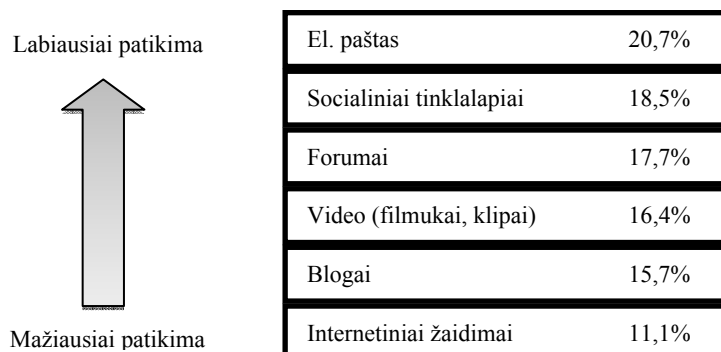 Labiausiai patikima
El. paštas 20,7%
Socialiniai tinklalapiai 18,5%
Forumai 17,7%
Video (filmukai, klipai) 16,4%
Blogai 15,7%
Internetiniai žaidimai 11,1%
Mažiausiai patikima